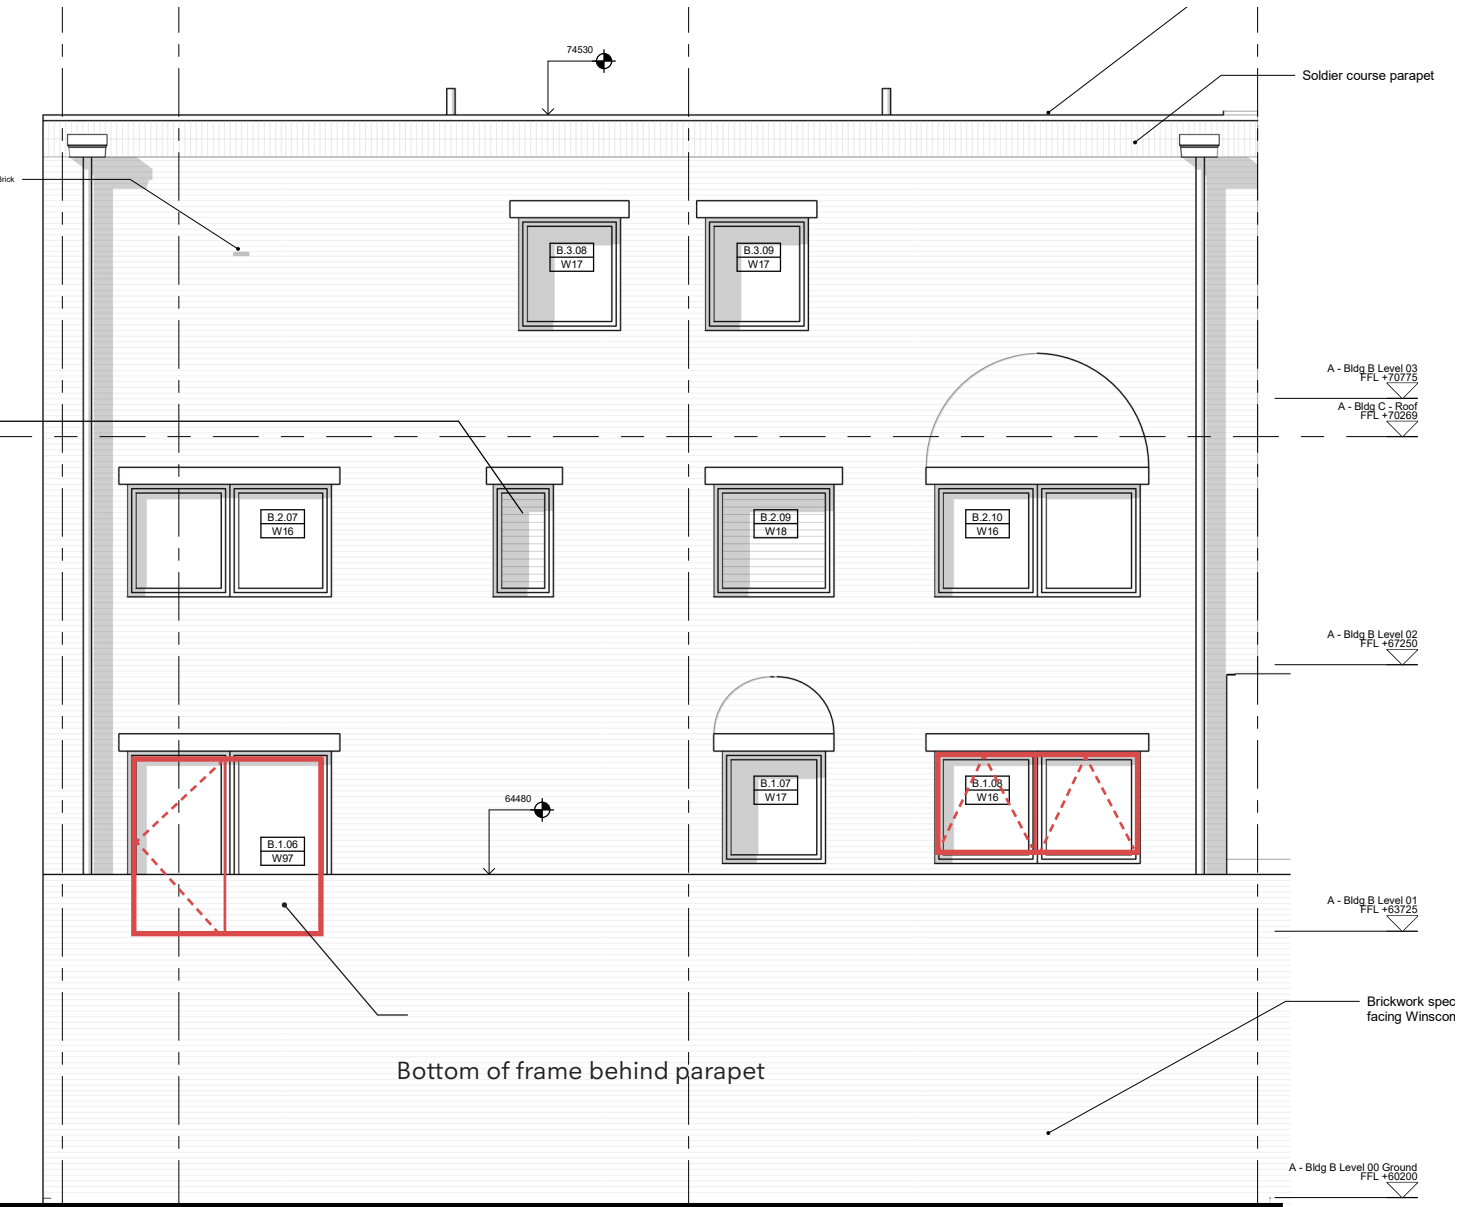 74530
Soldier course parapet
Brick
B.3.08
W17
B.3.09
W17
A - Bldg B Level 03
FFL +70775
A - Bldg C - Roof
FFL +70269
B.2.07
W16
B.2.09
W18
B.2.10
W16
A - Bldg B Level 02
FFL +67250
B.1.07
W17
B.1.08
W16
64480
B.1.06
W97
A - Bldg B Level 01
FFL +63725
Brickwork spec
facing Winscom
Bottom of frame behind parapet
A - Bldg B Level 00 Ground
FFL +60200